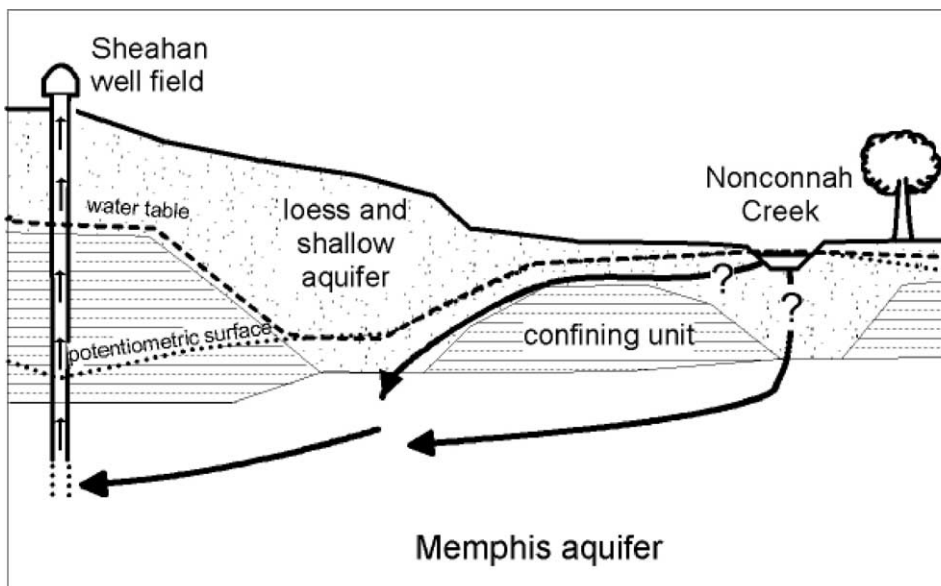 Sheahan
well field
water table
loess and
shallow
aquifer
Nonconnah
Creek
?
?
potentiometric surface
confining unit
Memphis aquifer